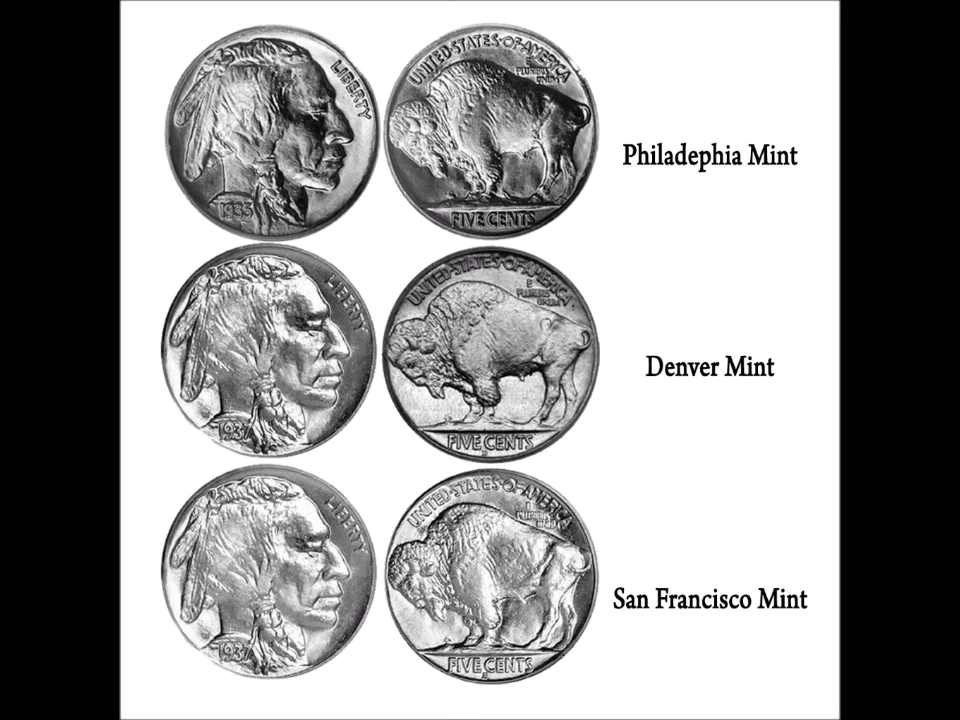 LIBERTY
1935
UNITED·STATES·OF·AMERICA
E
PLURIBUS
UNUM
FIVE CENTS
Philadephia Mint
LIBERTY
1937
UNITED·STATES·OF·AMERICA
E
PLURIBUS
UNUM
FIVE CENTS
Denver Mint
LIBERTY
1937
UNITED·STATES·OF·AMERICA
E
PLURIBUS
UNUM
FIVE CENTS
San Francisco Mint